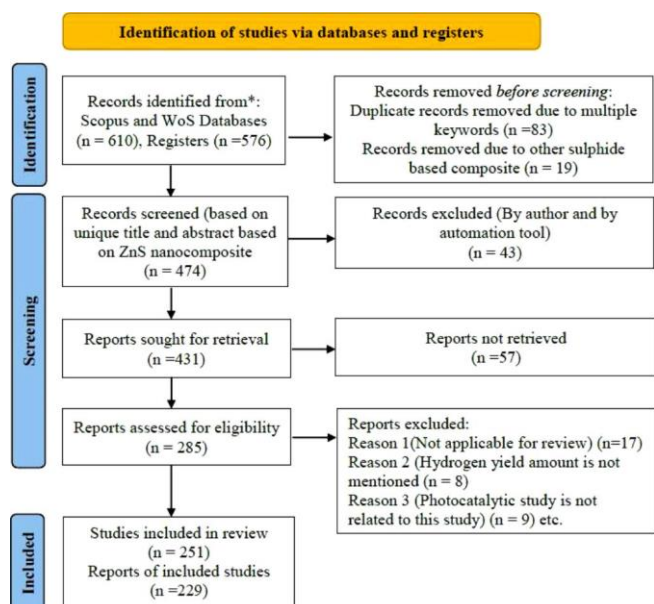 Identification of studies via databases and registers
Identification
Records identified from*:
Scopus and WoS Databases
(n = 610), Registers (n =576)
Records removed before screening:
Duplicate records removed due to multiple
keywords (n =83)
Records removed due to other sulphide
based composite (n = 19)
Screening
Records screened (based on
unique title and abstract based
on ZnS nanocomposite
(n = 474)
Records excluded (By author and by
automation tool)
(n = 43)
Reports sought for retrieval
(n =431)
Reports not retrieved
(n =57)
Reports assessed for eligibility
(n = 285)
Reports excluded:
Reason 1(Not applicable for review) (n=17)
Reason 2 (Hydrogen yield amount is not
mentioned (n = 8)
Reason 3 (Photocatalytic study is not
related to this study) (n = 9) etc.
Included
Studies included in review
(n = 251)
Reports of included studies
(n =229)